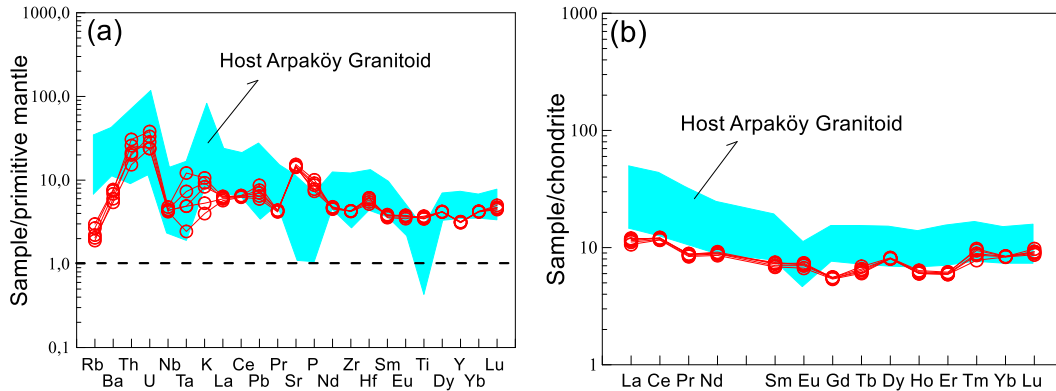 (a)
Host Arpaköy Granitoid
Sample/primitive mantle
1000,0
100,0
10,0
1,0
0,1
Rb Th Nb K Ce Pr P Zr Sm Ti Y Lu
Ba U Ta La Pb Sr Nd Hf Eu Dy Yb
(b)
Host Arpaköy Granitoid
Sample/chondrite
1000
100
10
1
La Ce Pr Nd Sm Eu Gd Tb Dy Ho Er Tm Yb Lu